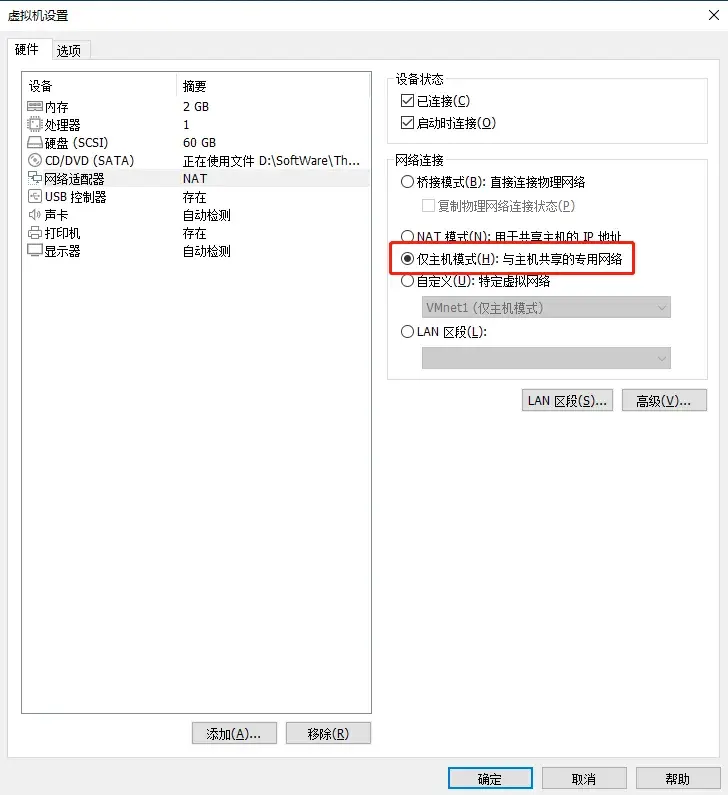 虚拟机设置
硬件 选项
设备 摘要
内存 2 GB
处理器 1
硬盘 (SCSI) 60 GB
CD/DVD (SATA) 正在使用文件 D:\SoftWare\Th...
网络适配器 NAT
USB 控制器 存在
声卡 自动检测
打印机 存在
显示器 自动检测
添加(A)... 移除(R)
设备状态
已连接(C)
启动时连接(O)
网络连接
桥接模式(B): 直接连接物理网络
复制物理网络连接状态(P)
NAT 模式(N): 用于共享主机的 IP 地址
仅主机模式(H): 与主机共享的专用网络
自定义(U): 特定虚拟网络
VMnet1 (仅主机模式)
LAN 区段(L):
LAN 区段(S)... 高级(V)...
确定 取消 帮助